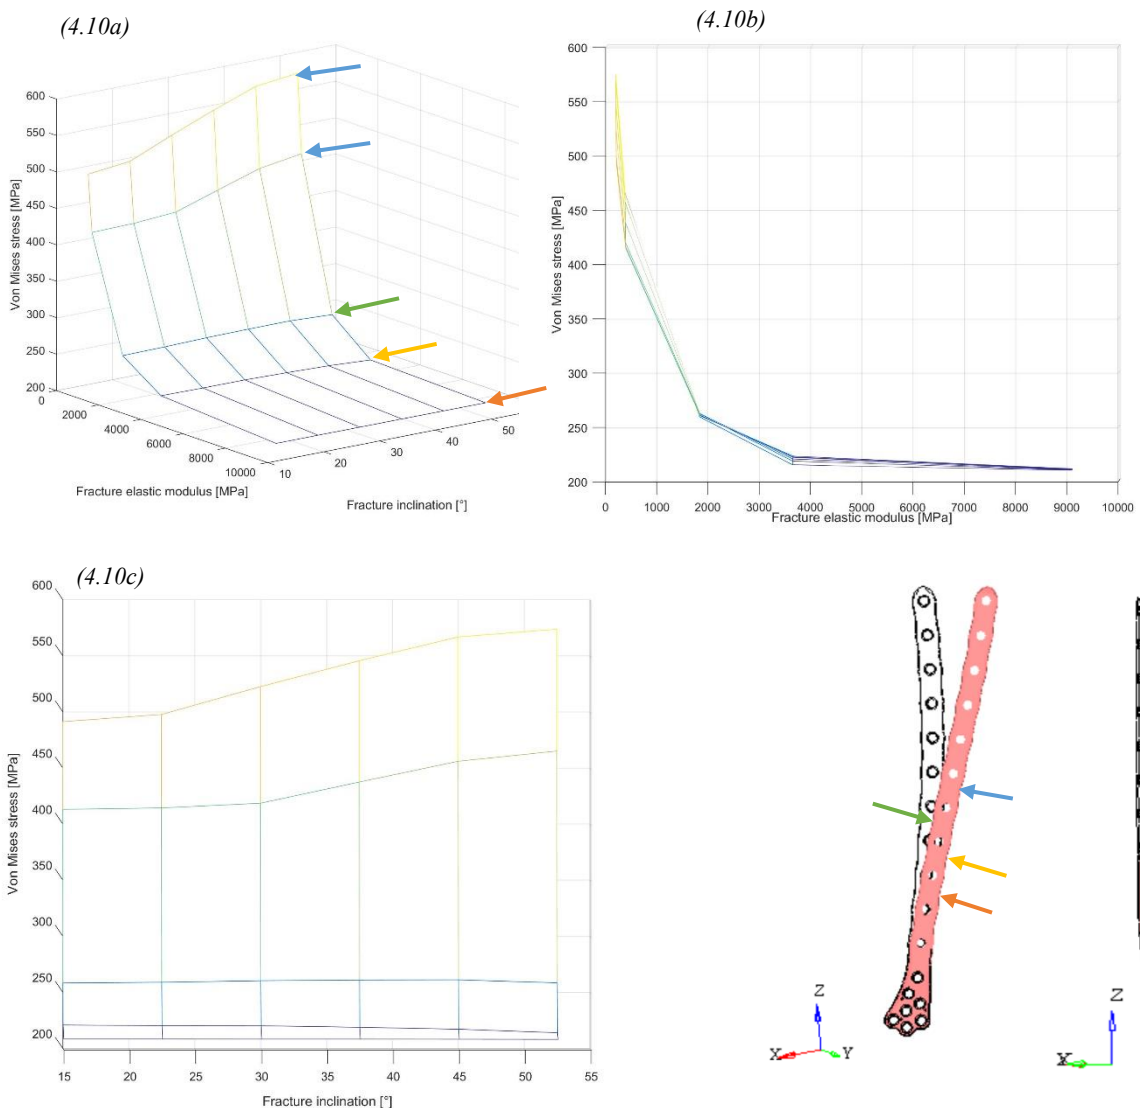 (4.10a)
600
550
500
450
400
350
300
250
200
Von Mises stress [MPa]
0
2000
4000
6000
8000
10000
Fracture elastic modulus [MPa]
10
20
30
40
50
Fracture inclination [°]
(4.10b)
600
550
500
450
400
350
300
250
200
Von Mises stress [MPa]
0 1000 2000 3000 4000 5000 6000 7000 8000 9000 10000
Fracture elastic modulus [MPa]
(4.10c)
600
550
500
450
400
350
300
250
200
Von Mises stress [MPa]
15 20 25 30 35 40 45 50 55
Fracture inclination [°]
Z
X
Y
Z